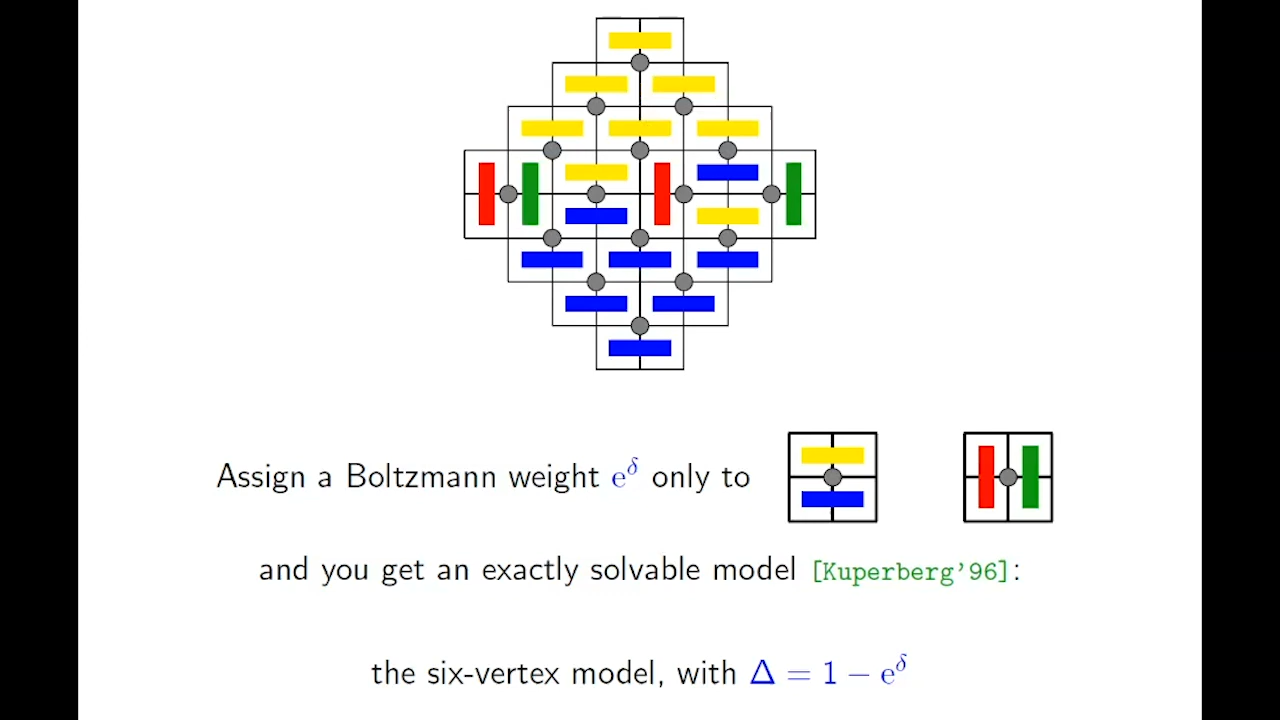 Assign a Boltzmann weight e^δ only to
and you get an exactly solvable model [Kuperberg'96]:
the six-vertex model, with Δ = 1 − e^δ